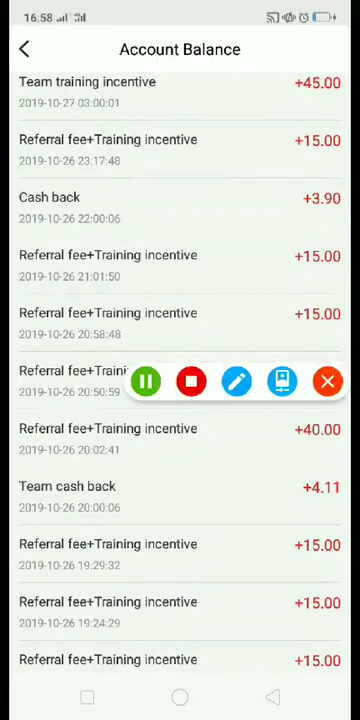 16:58
Account Balance
Team training incentive +45.00
2019-10-27 03:00:01
Referral fee+Training incentive +15.00
2019-10-26 23:17:48
Cash back +3.90
2019-10-26 22:00:06
Referral fee+Training incentive +15.00
2019-10-26 21:01:50
Referral fee+Training incentive +15.00
2019-10-26 20:58:48
Referral fee+Traini
2019-10-26 20:50:59
Referral fee+Training incentive +40.00
2019-10-26 20:02:41
Team cash back +4.11
2019-10-26 20:00:06
Referral fee+Training incentive +15.00
2019-10-26 19:29:32
Referral fee+Training incentive +15.00
2019-10-26 19:24:29
Referral fee+Training incentive +15.00